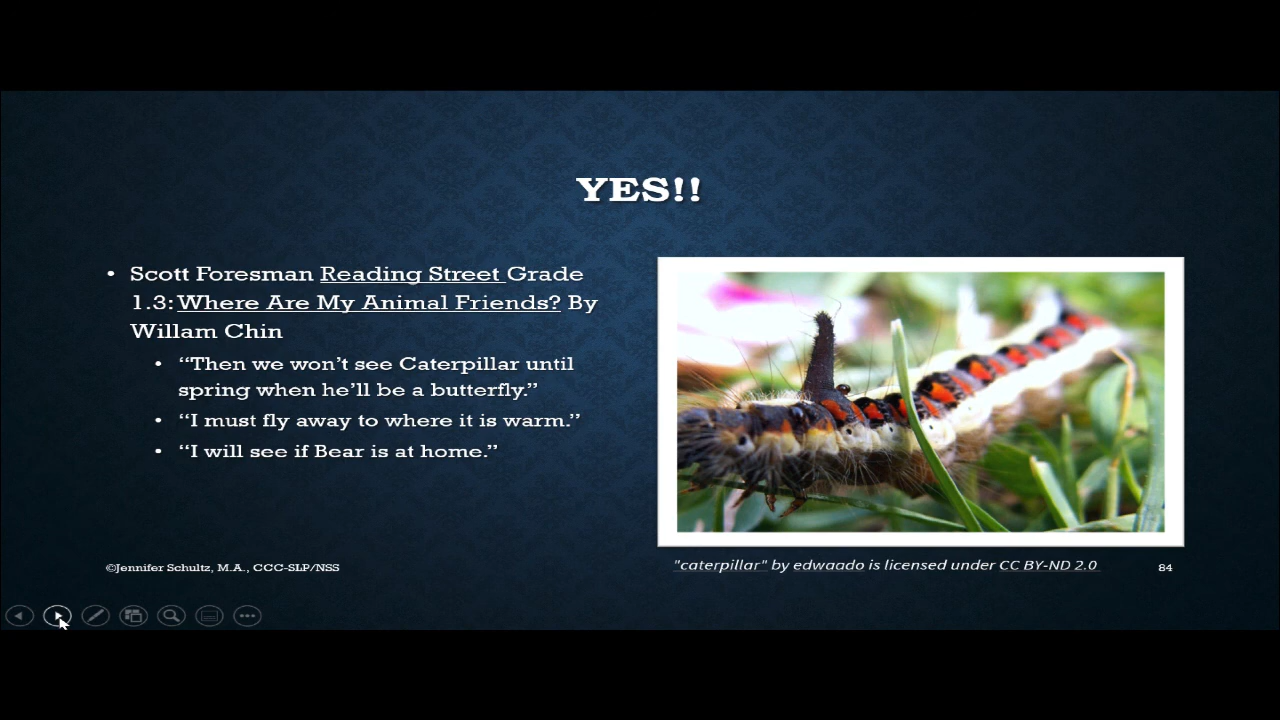 YES!!
• Scott Foresman Reading Street Grade
1.3: Where Are My Animal Friends? By
Willam Chin
• “Then we won’t see Caterpillar until
spring when he’ll be a butterfly.”
• “I must fly away to where it is warm.”
• “I will see if Bear is at home.”
©Jennifer Schultz, M.A., CCC-SLP/NSS
"caterpillar" by edwaado is licensed under CC BY-ND 2.0
84